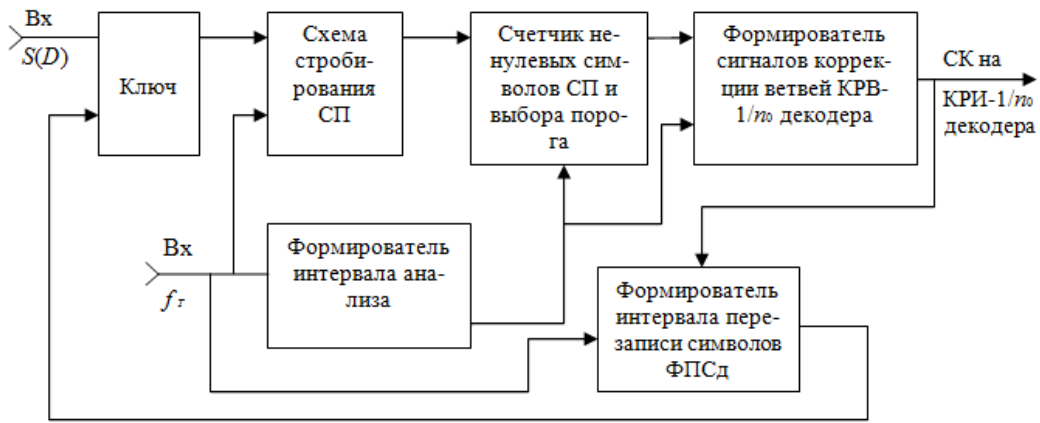 Вх
S(D)
Ключ
Схема
строби-
рования
СП
Счетчик не-
нулевых сим-
волов СП и
выбора поро-
га
Формирователь
сигналов коррек-
ции ветвей КРВ-
1/n₀ декодера
СК на
КРИ-1/n₀
декодера
Вх
f т
Формирователь
интервала ана-
лиза
Формирователь
интервала пере-
записи символов
ФПСд